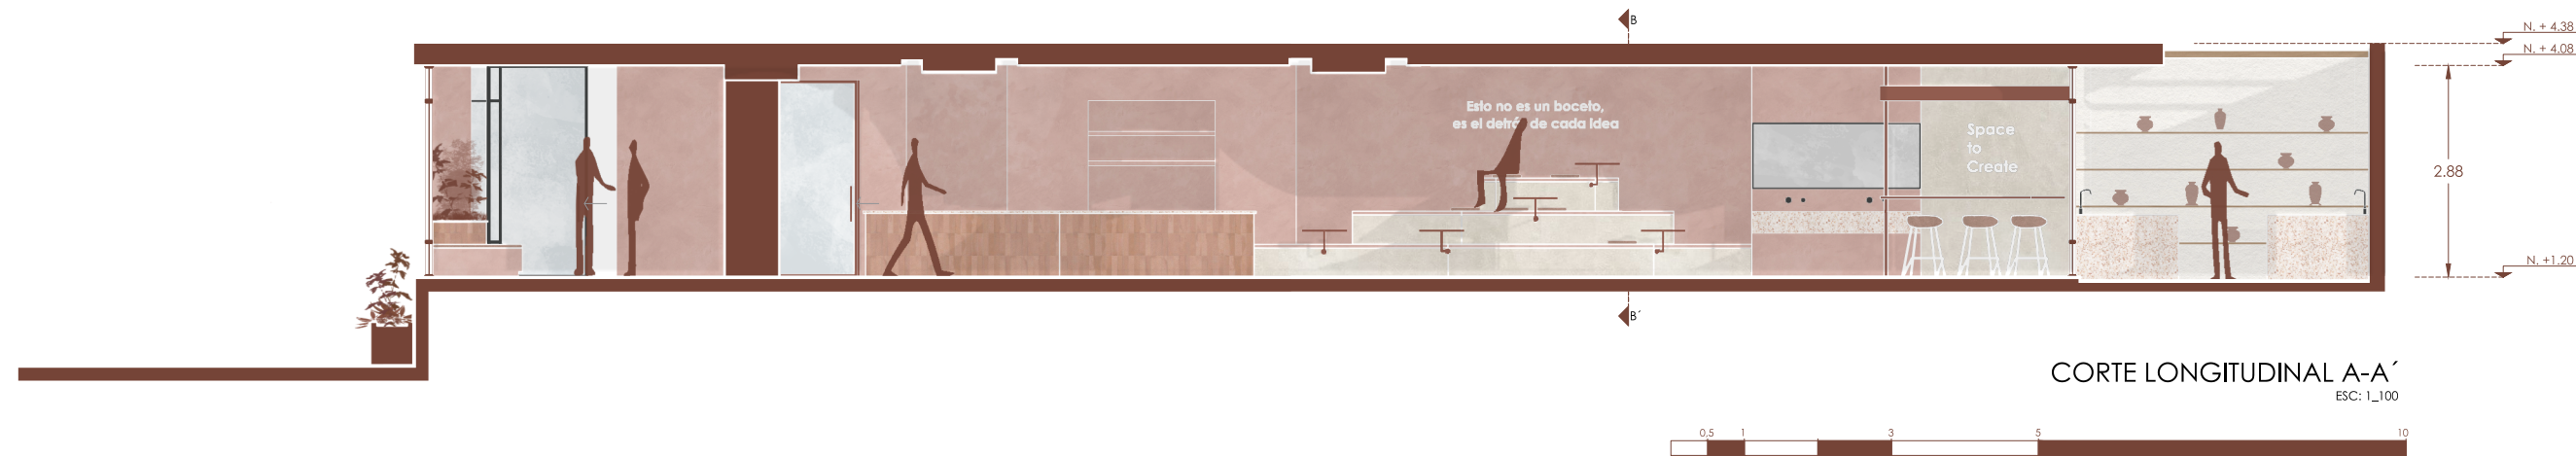 B
N. + 4.38
N. + 4.08
Esto no es un boceto,
es el detrás de cada idea
Space
to
Create
2.88
N. +1.20
B´
CORTE LONGITUDINAL A-A´
ESC: 1_100
0.5 1 3 5 10